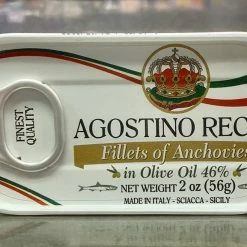 FINEST
QUALITY
AGOSTINO REC
Fillets of Anchovies
in Olive Oil 46%
NET WEIGHT 2 oz (56g)
MADE IN ITALY - SCIACCA - SICILY